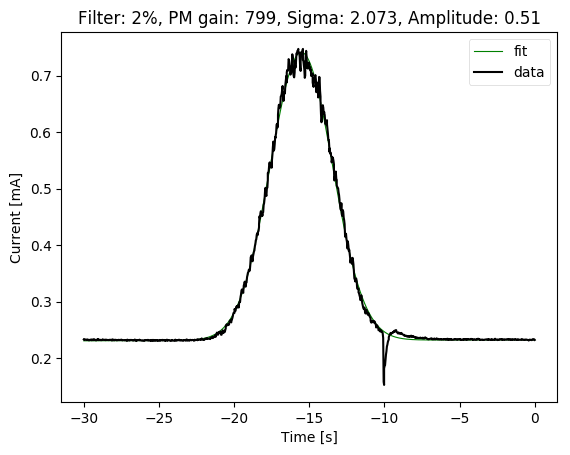 Filter: 2%, PM gain: 799, Sigma: 2.073, Amplitude: 0.51
fit
data
0.7
0.6
0.5
0.4
0.3
0.2
Current [mA]
−30
−25
−20
−15
−10
−5
0
Time [s]